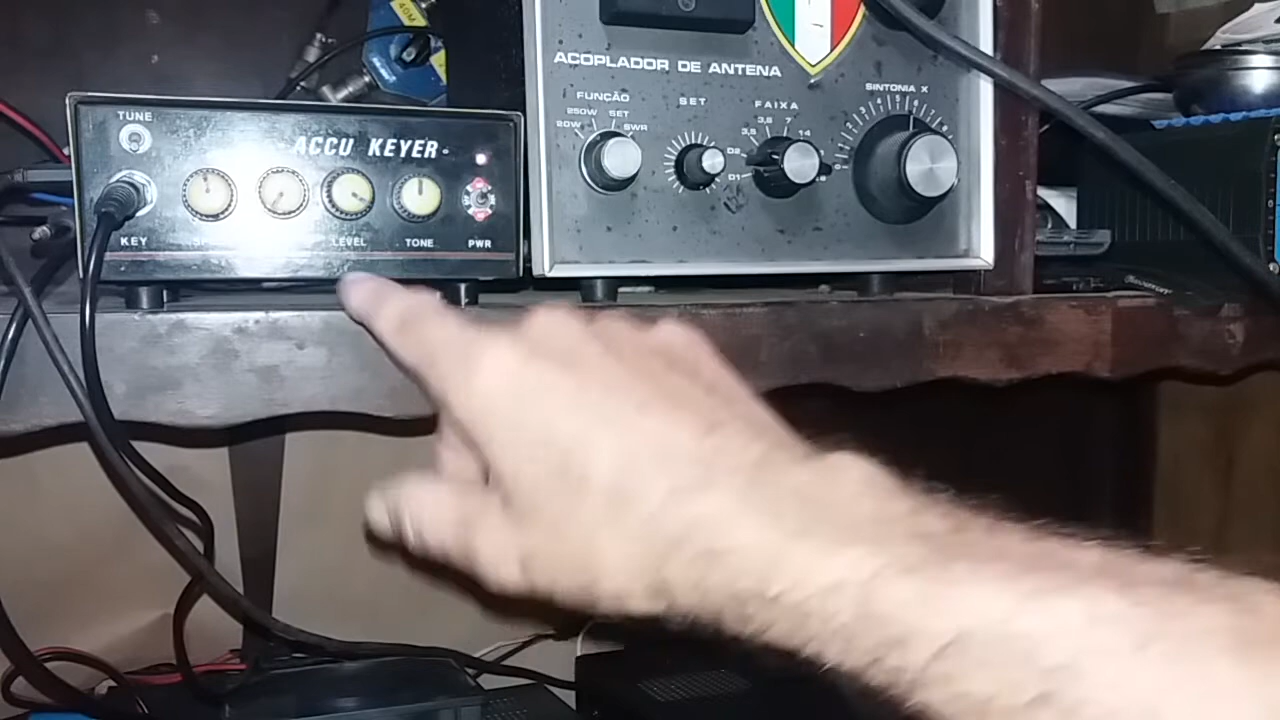 40M
TUNE
ACCU KEYER
KEY
LEVEL
TONE
PWR
ACOPLADOR DE ANTENA
FUNÇÃO
20W
250W
SET
SWR
SET
FAIXA
D1
D2
3,5
3,8
7
14
SINTONIA X